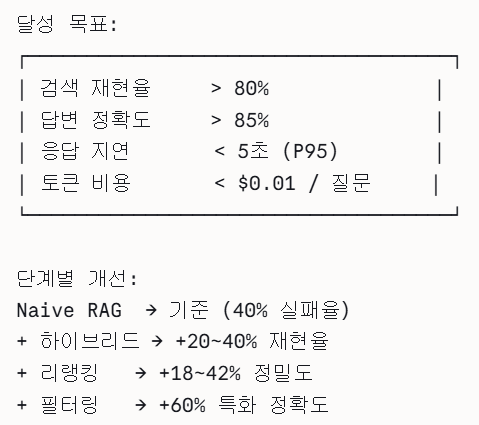 달성 목표:
검색 재현율 > 80%
답변 정확도 > 85%
응답 지연 < 5초 (P95)
토큰 비용 < $0.01 / 질문
단계별 개선:
Naive RAG → 기준 (40% 실패율)
+ 하이브리드 → +20~40% 재현율
+ 리랭킹 → +18~42% 정밀도
+ 필터링 → +60% 특화 정확도